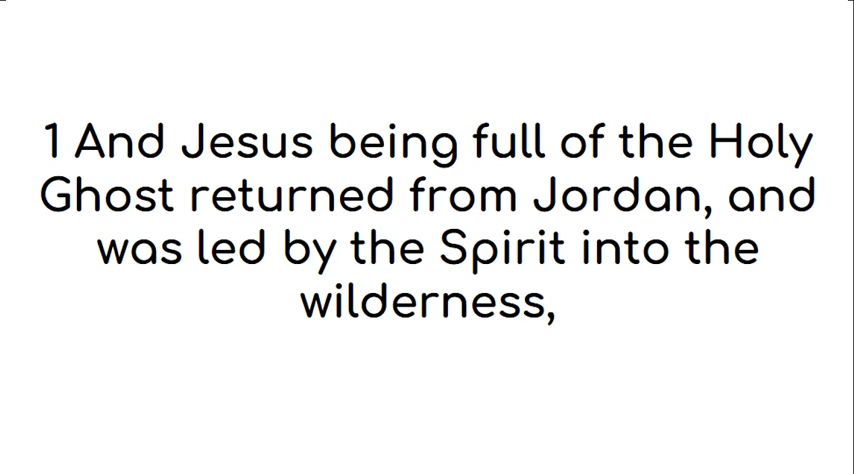 1 And Jesus being full of the Holy
Ghost returned from Jordan, and
was led by the Spirit into the
wilderness,